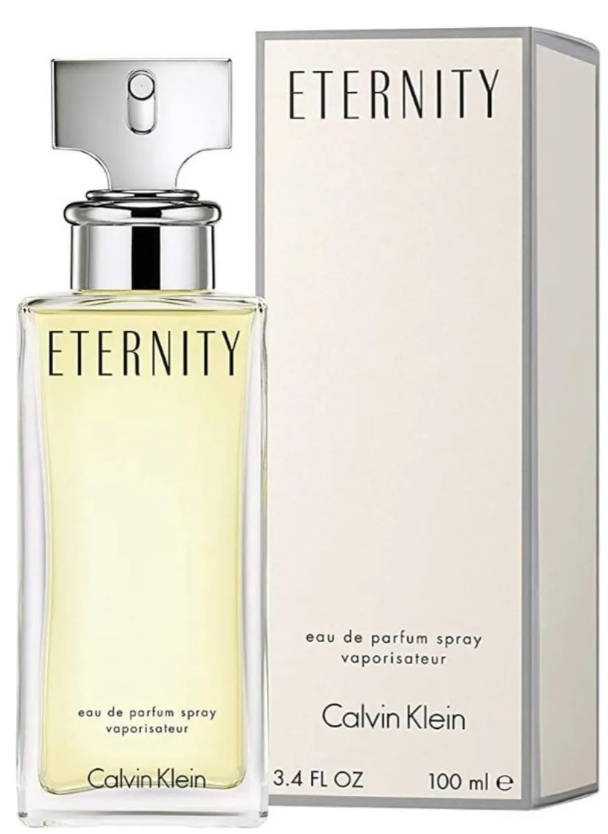 ETERNITY
eau de parfum spray
vaporisateur
Calvin Klein
ETERNITY
eau de parfum spray
vaporisateur
Calvin Klein
3.4 FL OZ 100 ml ℮